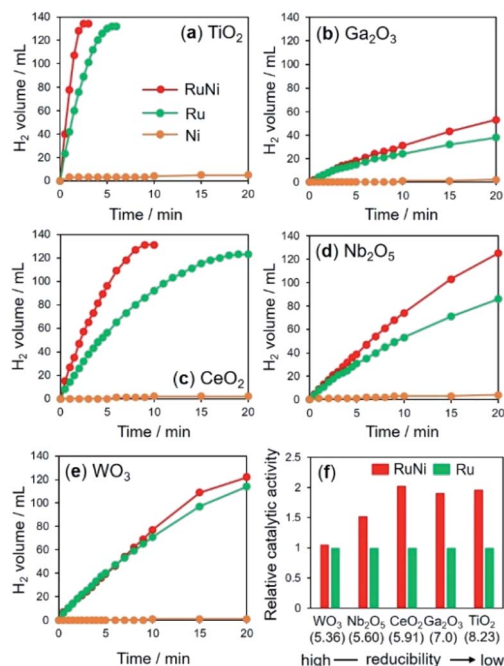 (a) TiO2
RuNi
Ru
Ni
H2 volume / mL
140
120
100
80
60
40
20
0
0 5 10 15 20
Time / min
(b) Ga2O3
H2 volume / mL
140
120
100
80
60
40
20
0
0 5 10 15 20
Time / min
(c) CeO2
H2 volume / mL
140
120
100
80
60
40
20
0
0 5 10 15 20
Time / min
(d) Nb2O5
H2 volume / mL
140
120
100
80
60
40
20
0
0 5 10 15 20
Time / min
(e) WO3
H2 volume / mL
140
120
100
80
60
40
20
0
0 5 10 15 20
Time / min
(f)
RuNi Ru
Relative catalytic activity
2.5
2
1.5
1
0.5
0
WO3 Nb2O5 CeO2 Ga2O3 TiO2
(5.36) (5.60) (5.91) (7.0) (8.23)
high reducibility low